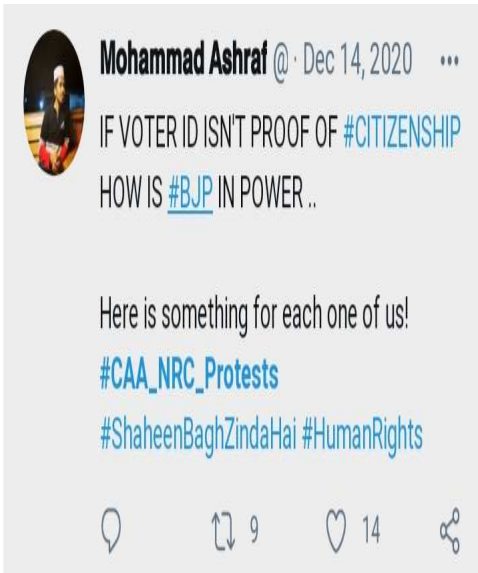 Mohammad Ashraf @ · Dec 14, 2020 ...
IF VOTER ID ISN'T PROOF OF #CITIZENSHIP
HOW IS #BJP IN POWER ..
Here is something for each one of us!
#CAA_NRC_Protests
#ShaheenBaghZindaHai #HumanRights
9 14